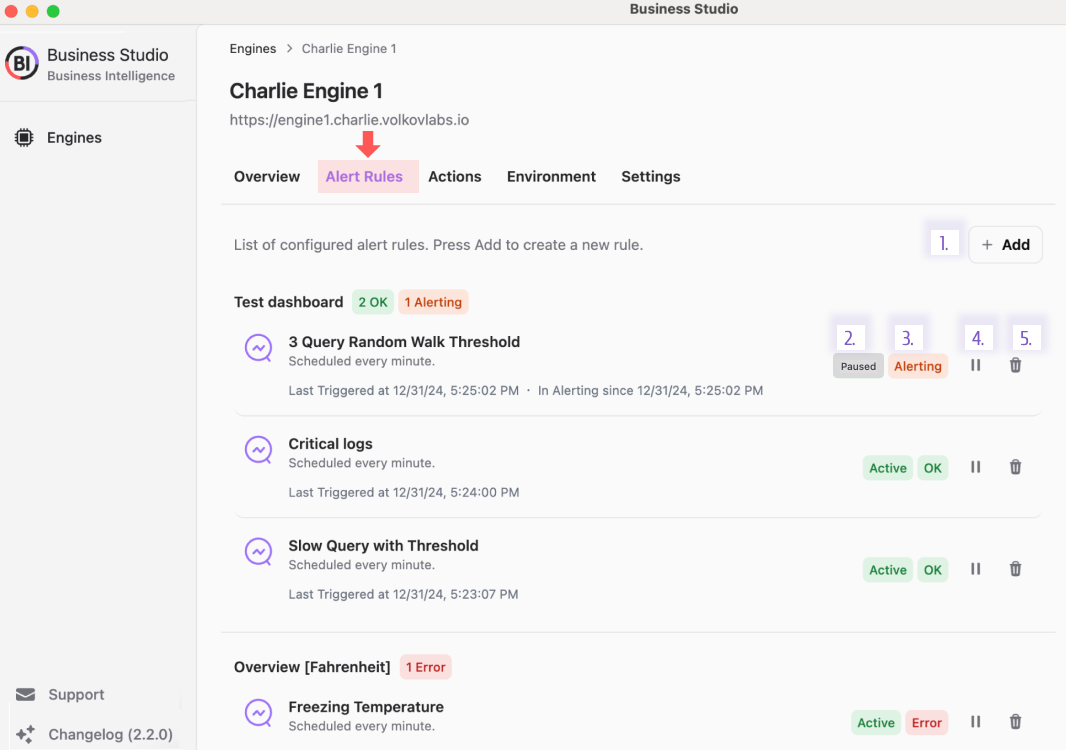 Business Studio
BI
Business Studio
Business Intelligence
Engines
Support
Changelog (2.2.0)
Engines > Charlie Engine 1
Charlie Engine 1
https://engine1.charlie.volkovlabs.io
Overview Alert Rules Actions Environment Settings
List of configured alert rules. Press Add to create a new rule.
1. + Add
Test dashboard 2 OK 1 Alerting
2. 3. 4. 5.
3 Query Random Walk Threshold
Scheduled every minute.
Paused Alerting
Last Triggered at 12/31/24, 5:25:02 PM · In Alerting since 12/31/24, 5:25:02 PM
Critical logs
Scheduled every minute.
Active OK
Last Triggered at 12/31/24, 5:24:00 PM
Slow Query with Threshold
Scheduled every minute.
Active OK
Last Triggered at 12/31/24, 5:23:07 PM
Overview [Fahrenheit] 1 Error
Freezing Temperature
Scheduled every minute.
Active Error